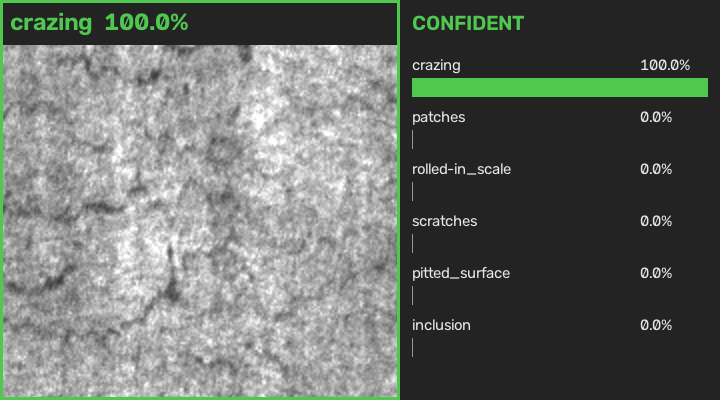 crazing 100.0%
CONFIDENT
crazing 100.0%
patches 0.0%
rolled-in_scale 0.0%
scratches 0.0%
pitted_surface 0.0%
inclusion 0.0%